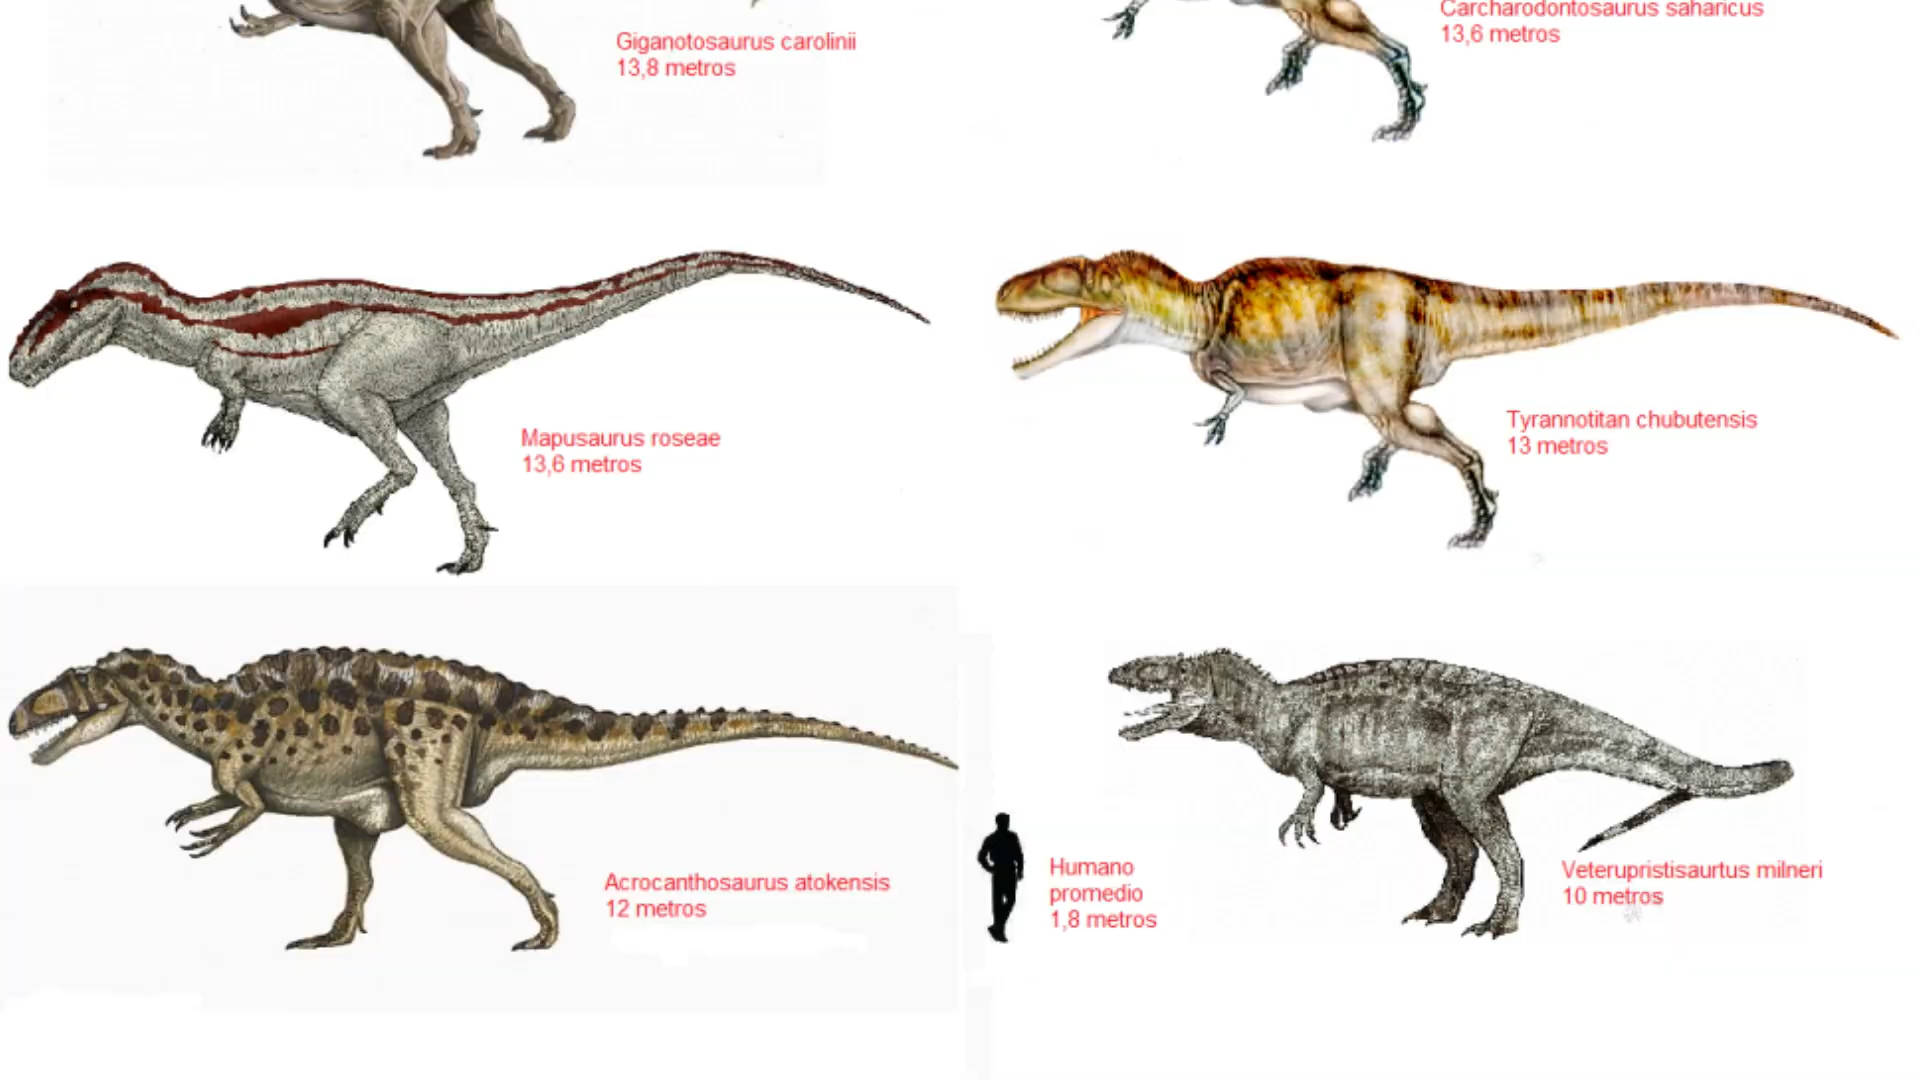 Giganotosaurus carolinii
13,8 metros
Carcharodontosaurus saharicus
13,6 metros
Mapusaurus roseae
13,6 metros
Tyrannotitan chubutensis
13 metros
Acrocanthosaurus atokensis
12 metros
Humano
promedio
1,8 metros
Veterupristisaurtus milneri
10 metros